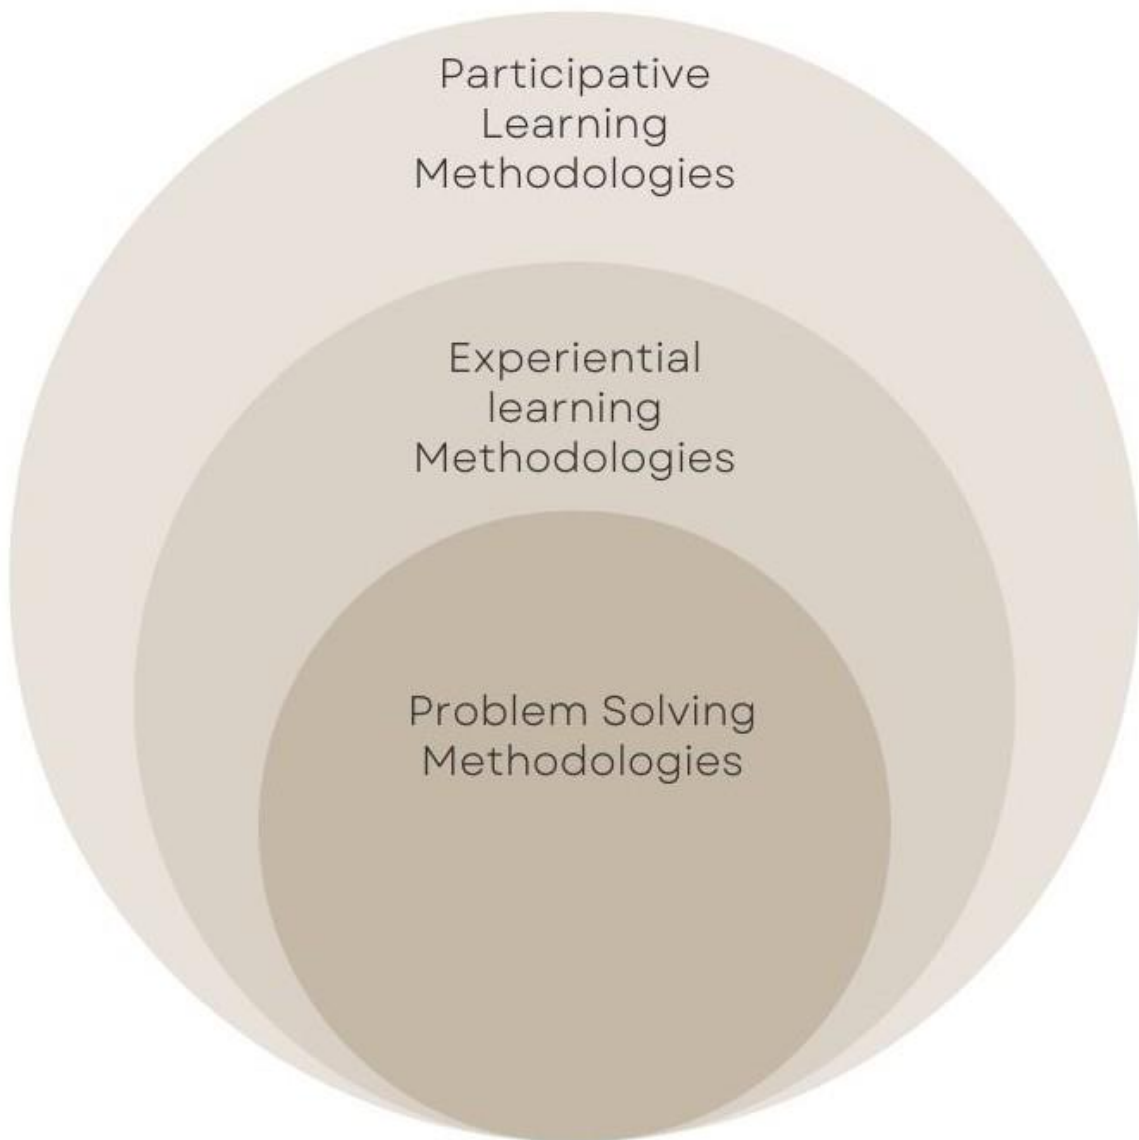 Participative
Learning
Methodologies
Experiential
learning
Methodologies
Problem Solving
Methodologies